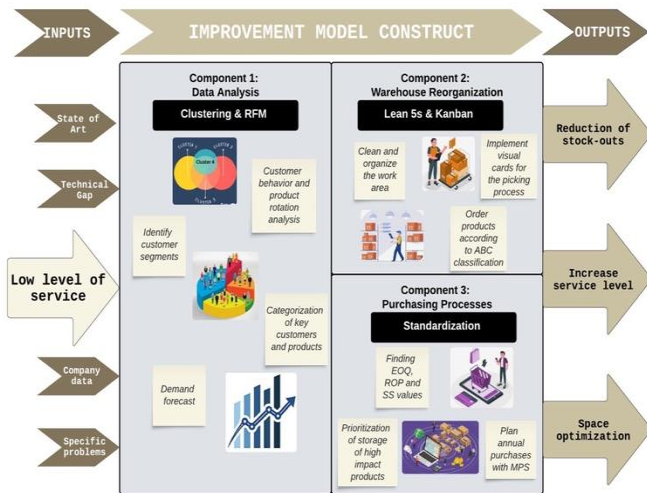 INPUTS
IMPROVEMENT MODEL CONSTRUCT
OUTPUTS
State of
Art
Technical
Gap
Low level of
service
Company
data
Specific
problems
Component 1:
Data Analysis
Clustering & RFM
Cluster 4
Customer
behavior and
product
rotation
analysis
Identify
customer
segments
Categorization
of key
customers
and products
Demand
forecast
Component 2:
Warehouse Reorganization
Lean 5s & Kanban
Clean and
organize
the work
area
Implement
visual
cards for
the picking
process
Order
products
according
to ABC
classification
Component 3:
Purchasing Processes
Standardization
Finding
EOQ,
ROP and
SS values
Prioritization
of storage
of high
impact
products
Plan
annual
purchases
with MPS
Reduction of
stock-outs
Increase
service level
Space
optimization